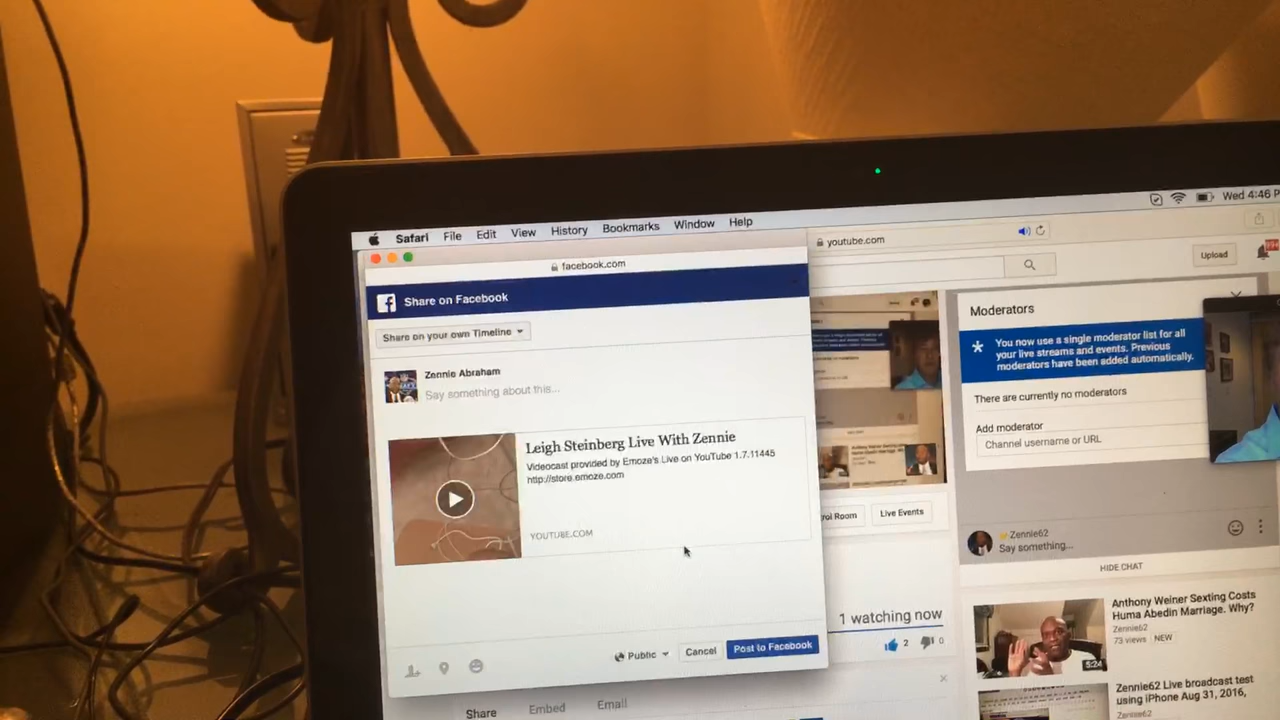 Safari File Edit View History Bookmarks Window Help
Wed 4:46 P
facebook.com
youtube.com
Upload
Share on Facebook
Share on your own Timeline
Zennie Abraham
Say something about this...
Leigh Steinberg Live With Zennie
Videocast provided by Emoze's Live on YouTube 1.7.11445
http://store.emoze.com
YOUTUBE.COM
Public
Cancel
Post to Facebook
Share
Embed
Email
rol Room
Live Events
1 watching now
2
0
Moderators
* You now use a single moderator list for all
your live streams and events. Previous
moderators have been added automatically.
There are currently no moderators
Add moderator
Channel username or URL
Zennie62
Say something...
HIDE CHAT
Anthony Weiner Sexting Costs
Huma Abedin Marriage. Why?
Zennie62
73 views NEW
5:24
Zennie62 Live broadcast test
using iPhone Aug 31, 2016,